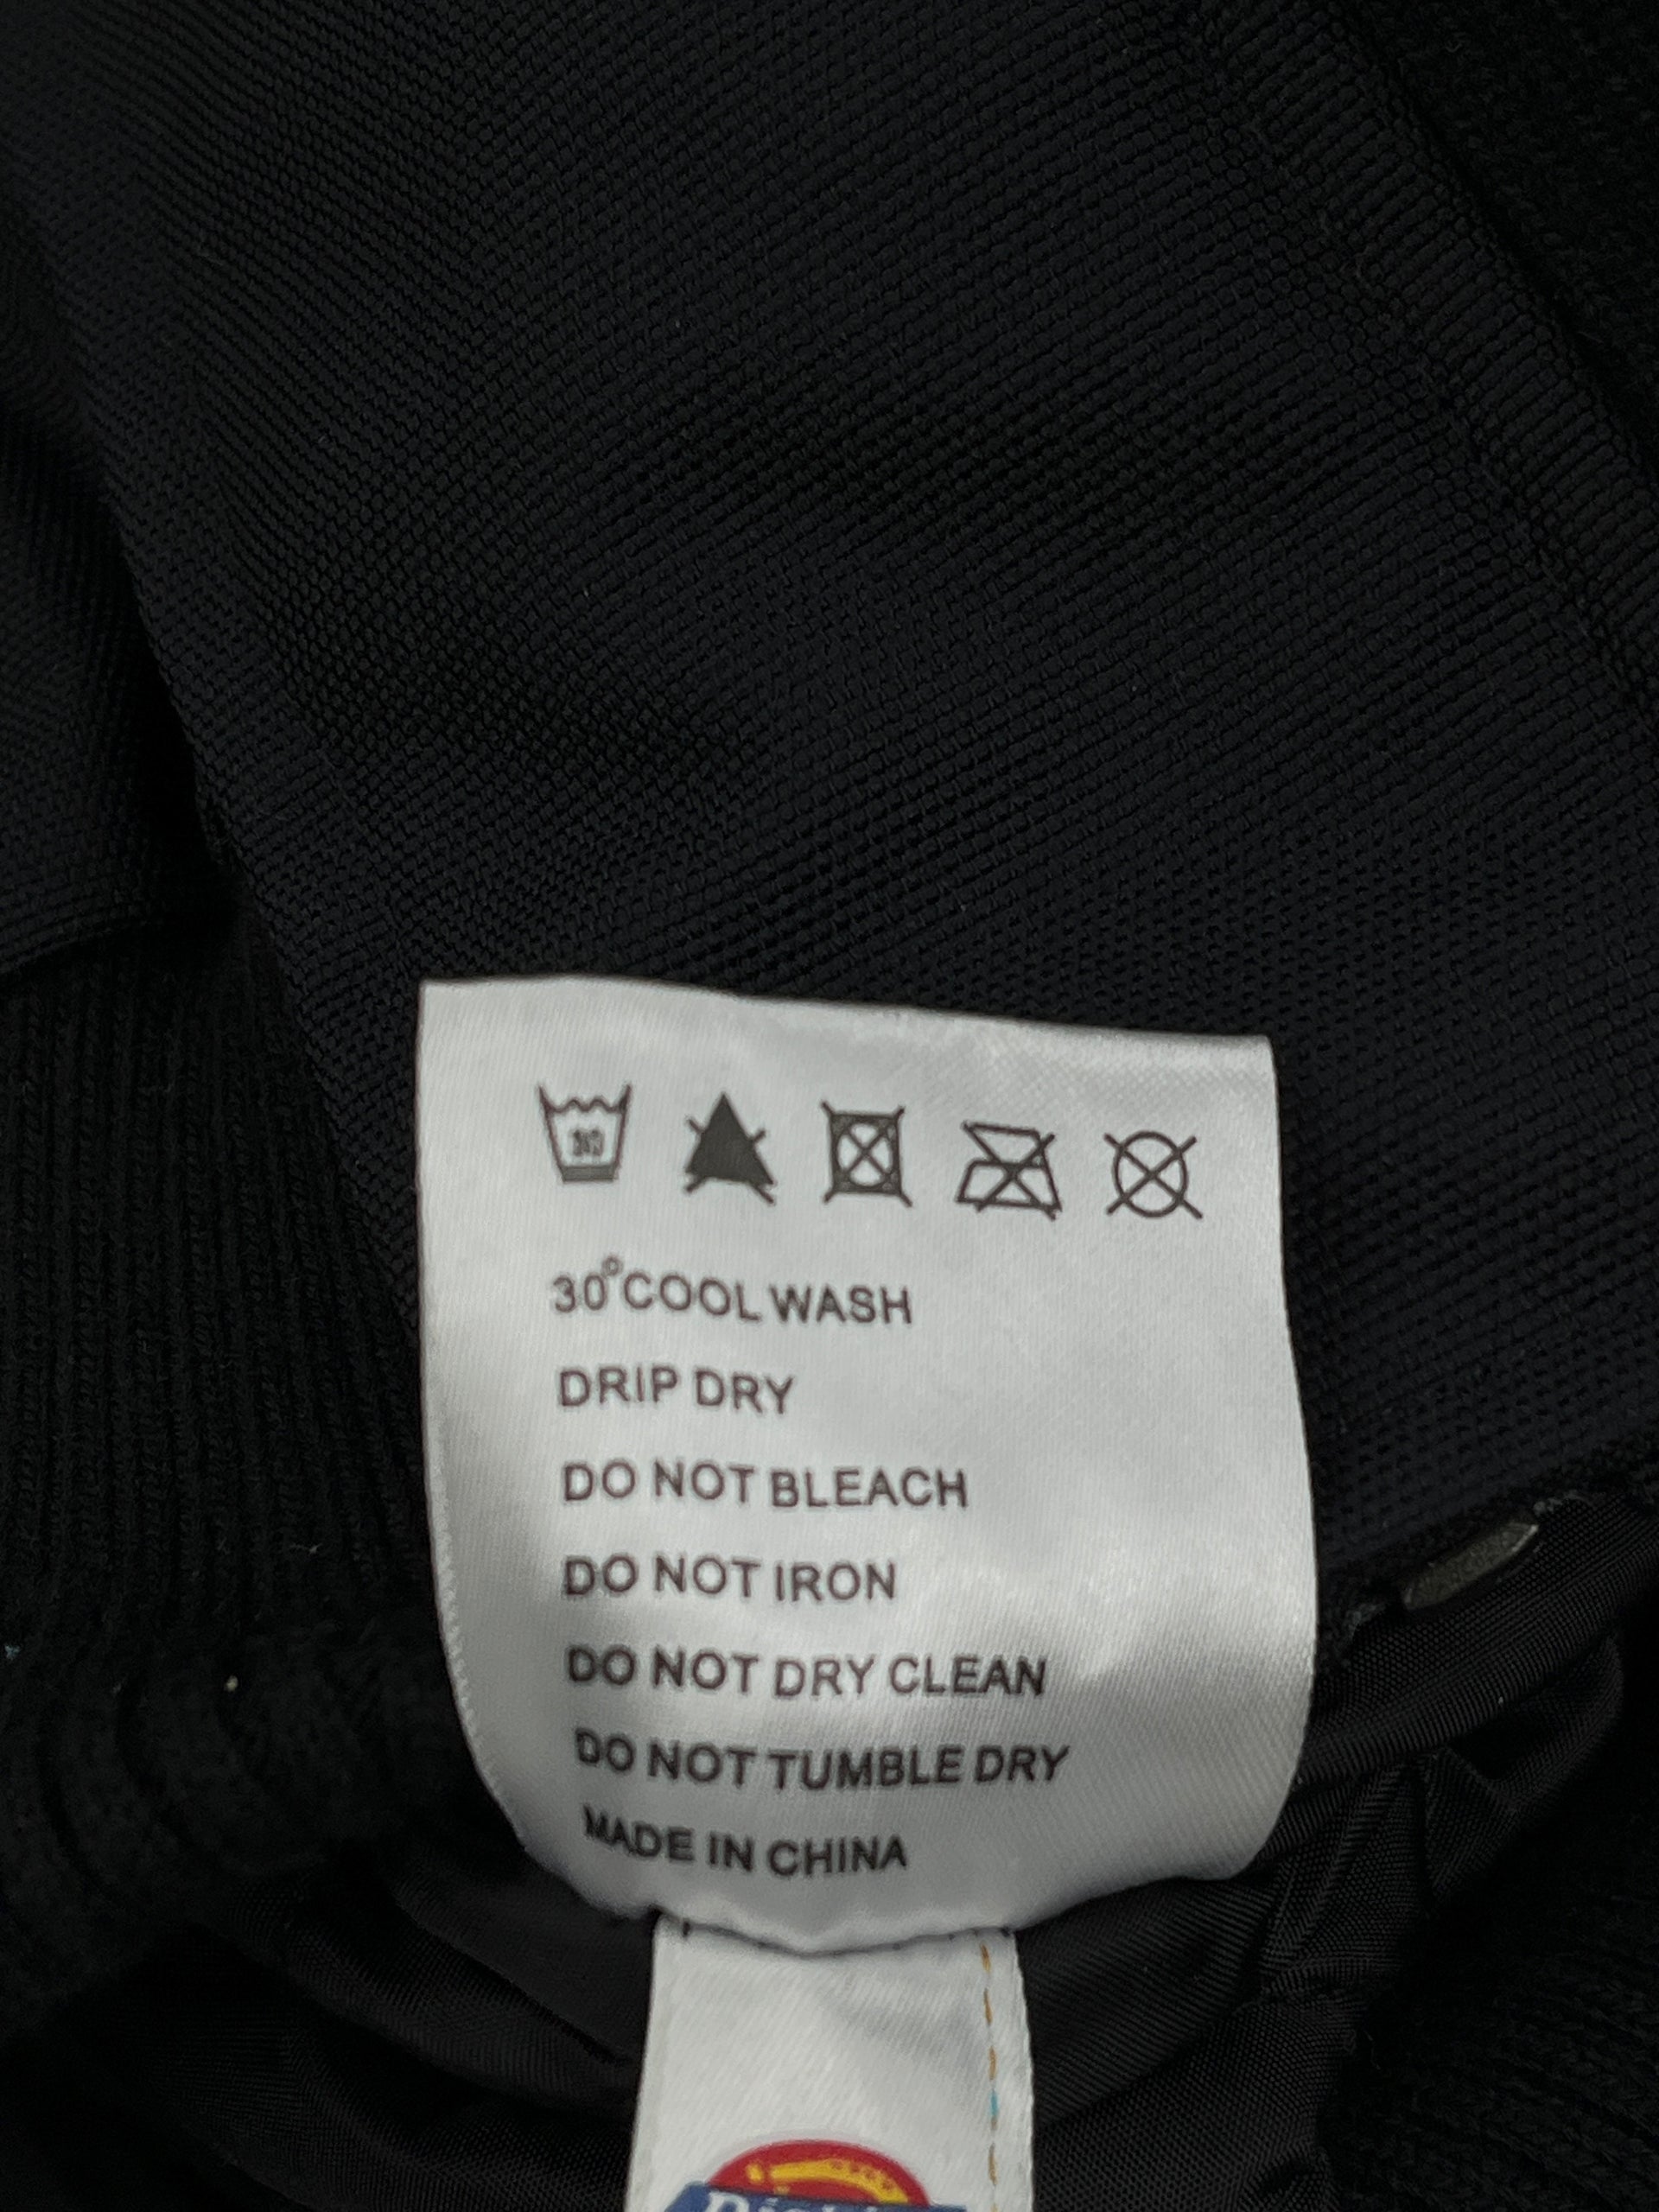 30
30°COOL WASH
DRIP DRY
DO NOT BLEACH
DO NOT IRON
DO NOT DRY CLEAN
DO NOT TUMBLE DRY
MADE IN CHINA